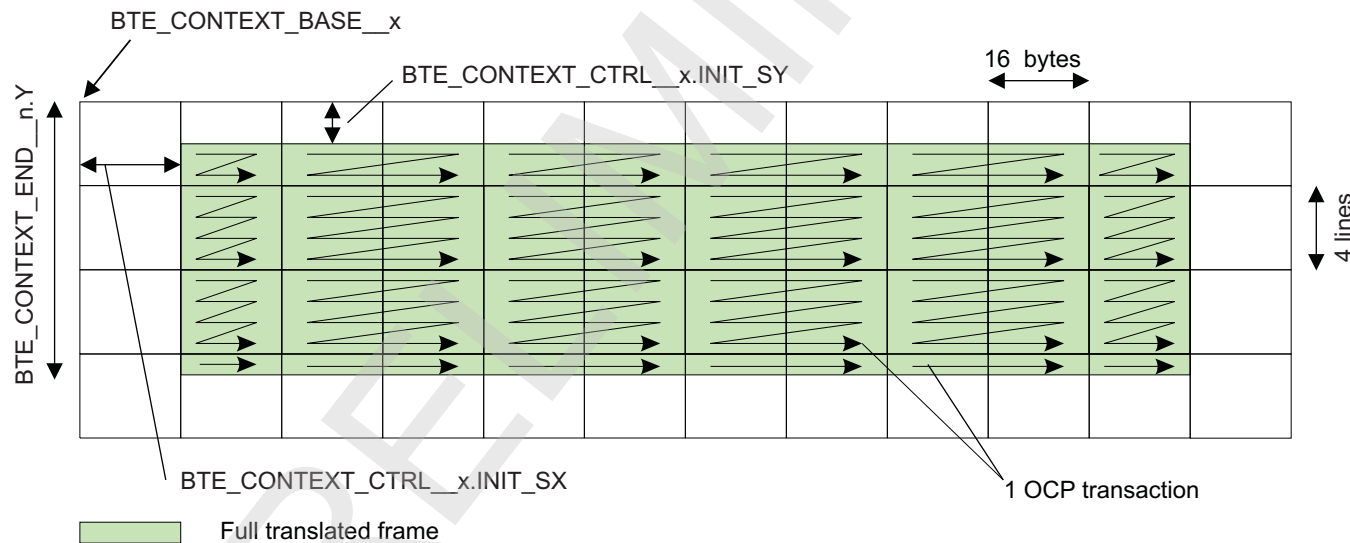 BTE_CONTEXT_BASE__x
BTE_CONTEXT_CTRL__x.INIT_SY
16 bytes
BTE_CONTEXT_END__n.Y
4 lines
BTE_CONTEXT_CTRL__x.INIT_SX
1 OCP transaction
Full translated frame